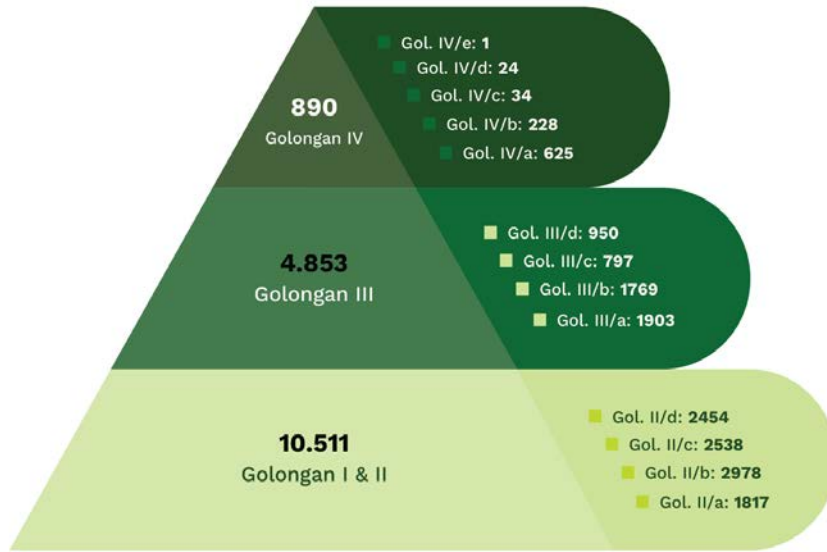 890
Golongan IV
Gol. IV/e: 1
Gol. IV/d: 24
Gol. IV/c: 34
Gol. IV/b: 228
Gol. IV/a: 625
4.853
Golongan III
Gol. III/d: 950
Gol. III/c: 797
Gol. III/b: 1769
Gol. III/a: 1903
10.511
Golongan I & II
Gol. II/d: 2454
Gol. II/c: 2538
Gol. II/b: 2978
Gol. II/a: 1817